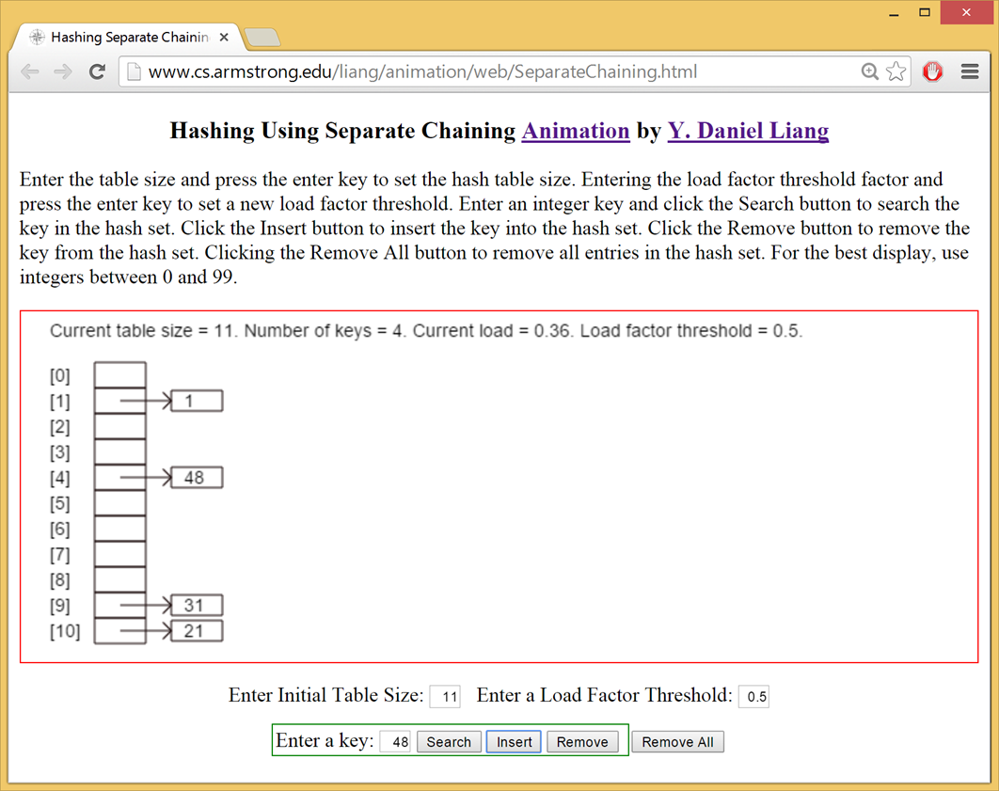 Hashing Separate Chainin
www.cs.armstrong.edu/liang/animation/web/SeparateChaining.html
Hashing Using Separate Chaining Animation by Y. Daniel Liang
Enter the table size and press the enter key to set the hash table size. Entering the load factor threshold factor and
press the enter key to set a new load factor threshold. Enter an integer key and click the Search button to search the
key in the hash set. Click the Insert button to insert the key into the hash set. Click the Remove button to remove the
key from the hash set. Clicking the Remove All button to remove all entries in the hash set. For the best display, use
integers between 0 and 99.
Current table size = 11. Number of keys = 4. Current load = 0.36. Load factor threshold = 0.5.
[0]
[1] 1
[2]
[3]
[4] 48
[5]
[6]
[7]
[8]
[9] 31
[10] 21
Enter Initial Table Size: 11 Enter a Load Factor Threshold: 0.5
Enter a key: 48 Search Insert Remove Remove All